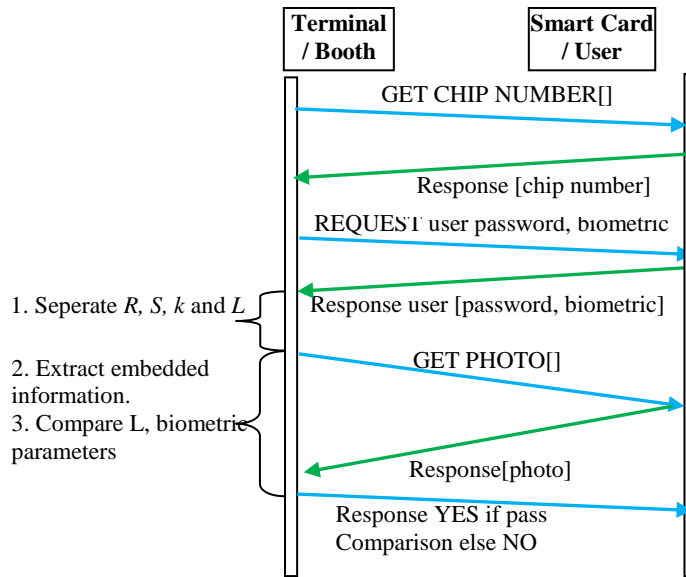 Terminal
/ Booth
Smart Card
/ User
GET CHIP NUMBER[]
Response [chip number]
REQUEST user password, biometric
1. Seperate R, S, k and L
Response user [password, biometric]
2. Extract embedded
information.
GET PHOTO[]
3. Compare L, biometric
parameters
Response[photo]
Response YES if pass
Comparison else NO